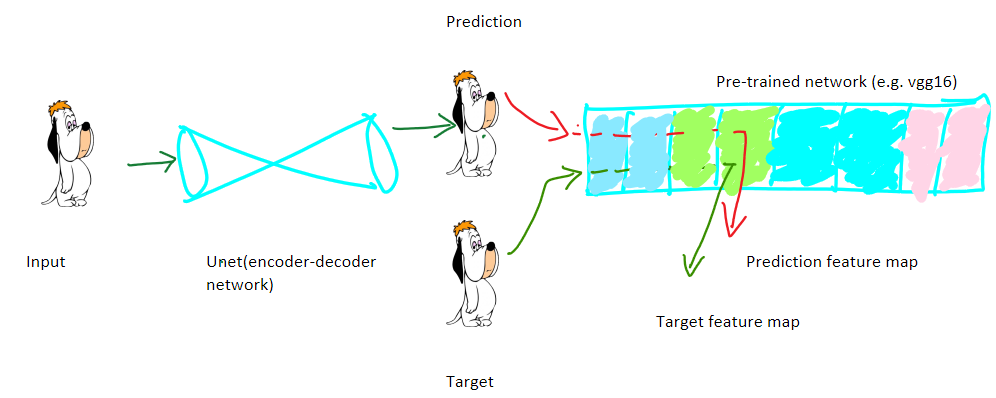 Prediction
Pre-trained network (e.g. vgg16)
Input
Unet(encoder-decoder
network)
Prediction feature map
Target feature map
Target